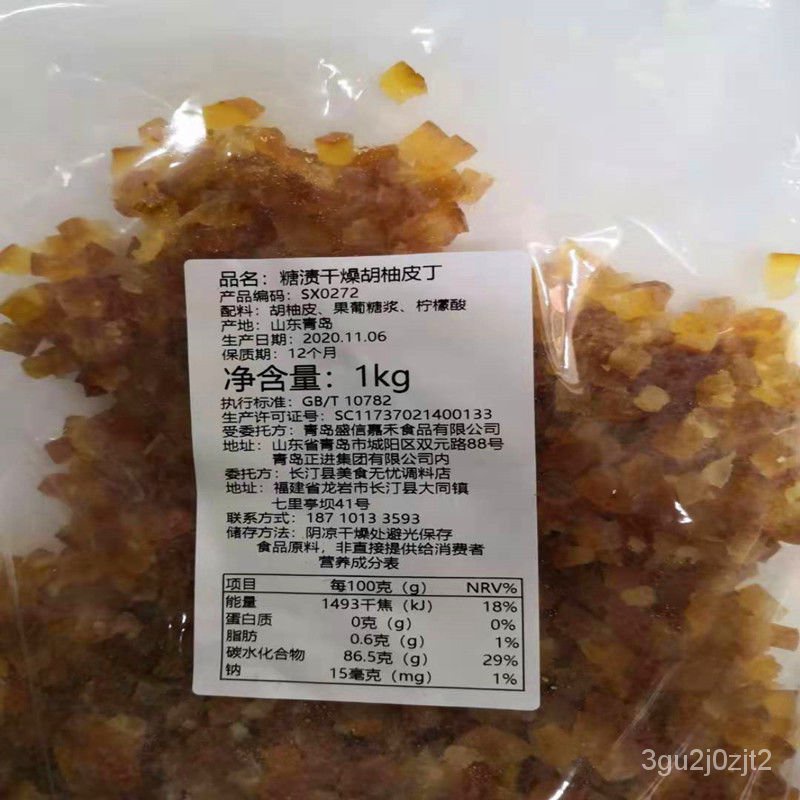 品名：糖渍干燥胡柚皮丁
产品编码：SX0272
配料：胡柚皮、果葡糖浆、柠檬酸
产地：山东青岛
生产日期：2020.11.06
保质期：12个月
净含量：1kg
执行标准：GB/T 10782
生产许可证号：SC11737021400133
受委托方：青岛盛信嘉禾食品有限公司
地址：山东省青岛市城阳区双元路88号
青岛正进集团有限公司内
委托方：长汀县美食无忧调料店
地址：福建省龙岩市长汀县大同镇
七里亭坝41号
联系方式：187 1013 3593
储存方法：阴凉干燥处避光保存
食品原料，非直接提供给消费者
营养成分表
项目 每100克（g） NRV%
能量 1493千焦（kJ） 18%
蛋白质 0克（g） 0%
脂肪 0.6克（g） 1%
碳水化合物 86.5克（g） 29%
钠 15毫克（mg） 1%
3gu2j0zjt2